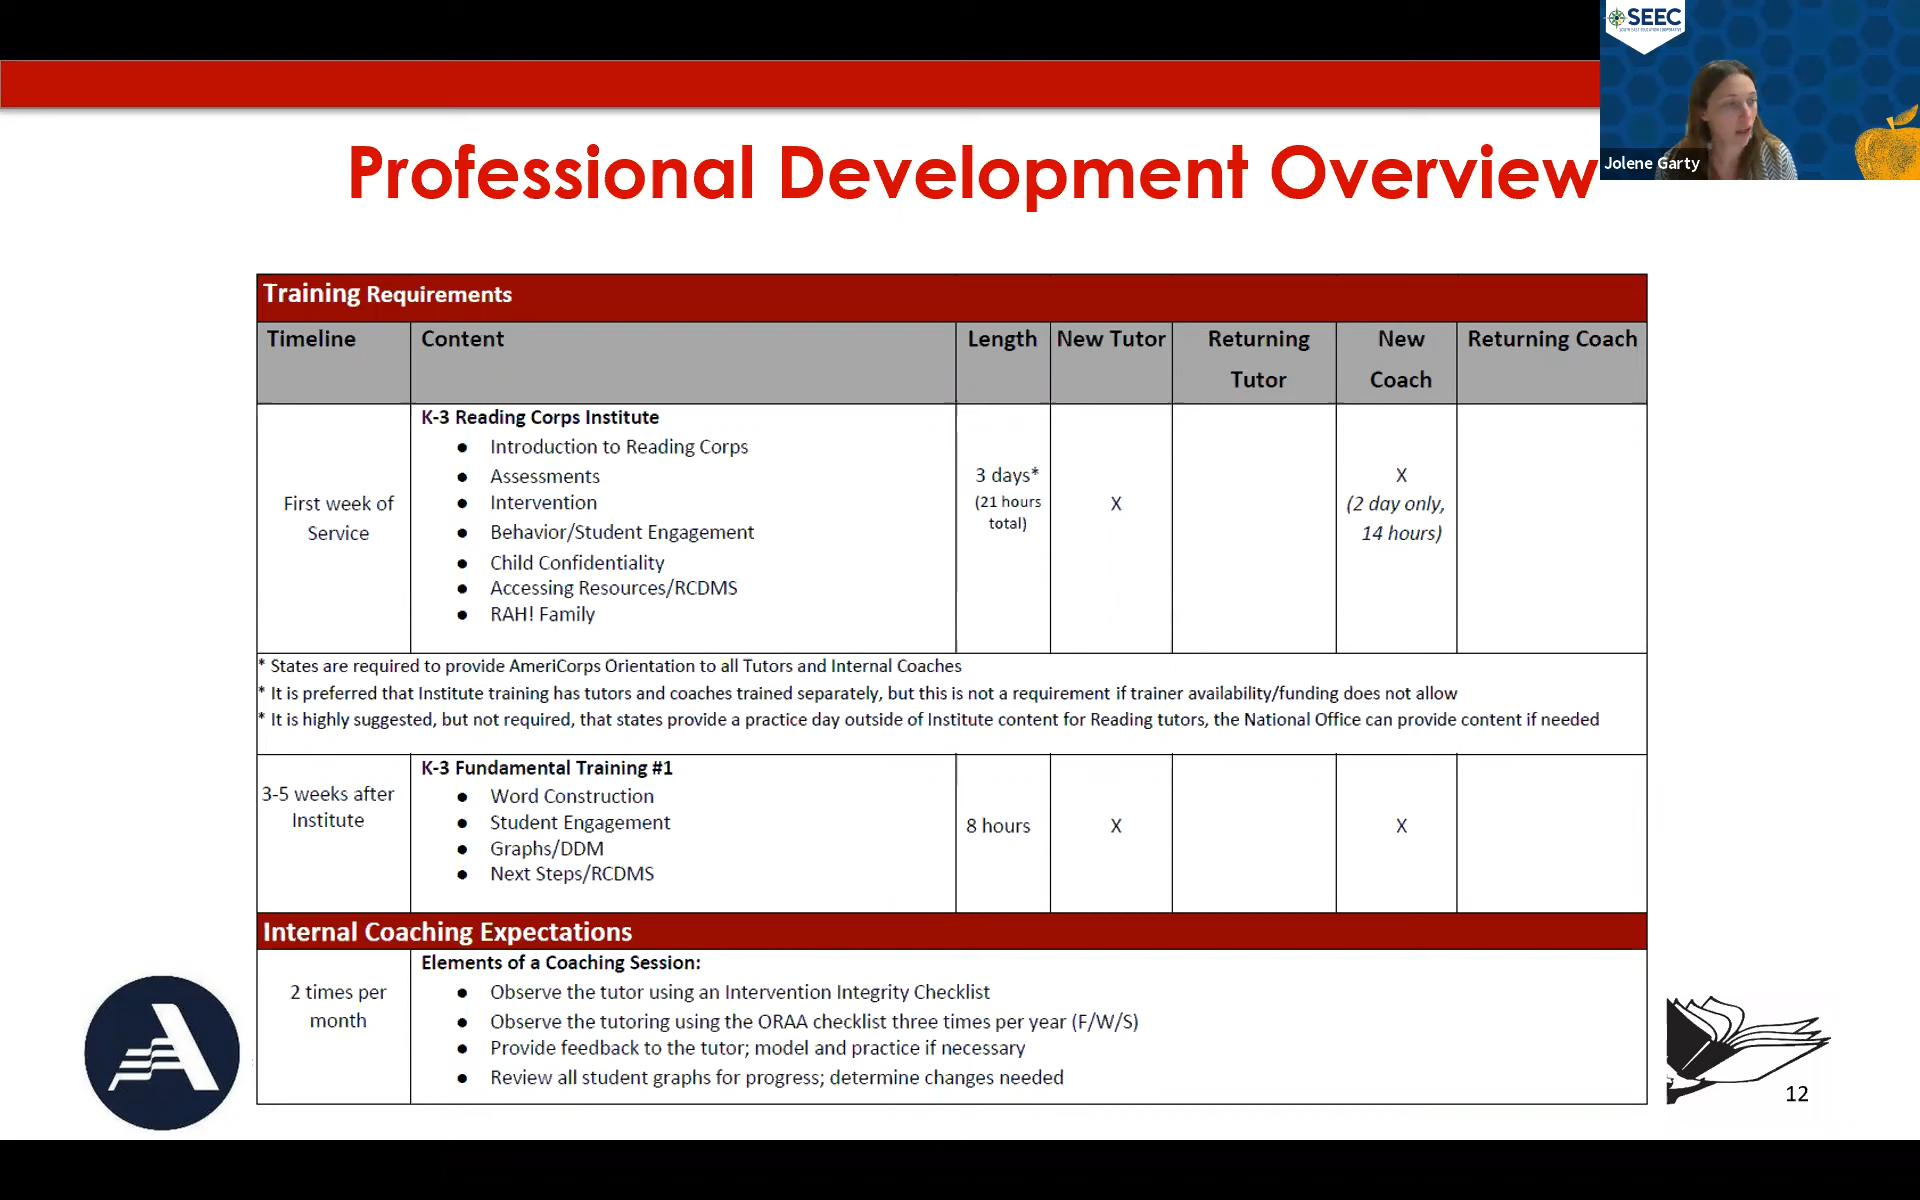 SEEC
SOUTH EAST EDUCATION COOPERATIVE
Jolene Garty
Professional Development Overview
Training Requirements
Timeline
Content
Length
New Tutor
Returning
Tutor
New
Coach
Returning Coach
First week of
Service
K-3 Reading Corps Institute
● Introduction to Reading Corps
● Assessments
● Intervention
● Behavior/Student Engagement
● Child Confidentiality
● Accessing Resources/RCDMS
● RAH! Family
3 days*
(21 hours
total)
X
X
(2 day only,
14 hours)
* States are required to provide AmeriCorps Orientation to all Tutors and Internal Coaches
* It is preferred that Institute training has tutors and coaches trained separately, but this is not a requirement if trainer availability/funding does not allow
* It is highly suggested, but not required, that states provide a practice day outside of Institute content for Reading tutors, the National Office can provide content if needed
3-5 weeks after
Institute
K-3 Fundamental Training #1
● Word Construction
● Student Engagement
● Graphs/DDM
● Next Steps/RCDMS
8 hours
X
X
Internal Coaching Expectations
2 times per
month
Elements of a Coaching Session:
● Observe the tutor using an Intervention Integrity Checklist
● Observe the tutoring using the ORAA checklist three times per year (F/W/S)
● Provide feedback to the tutor; model and practice if necessary
● Review all student graphs for progress; determine changes needed
A
12